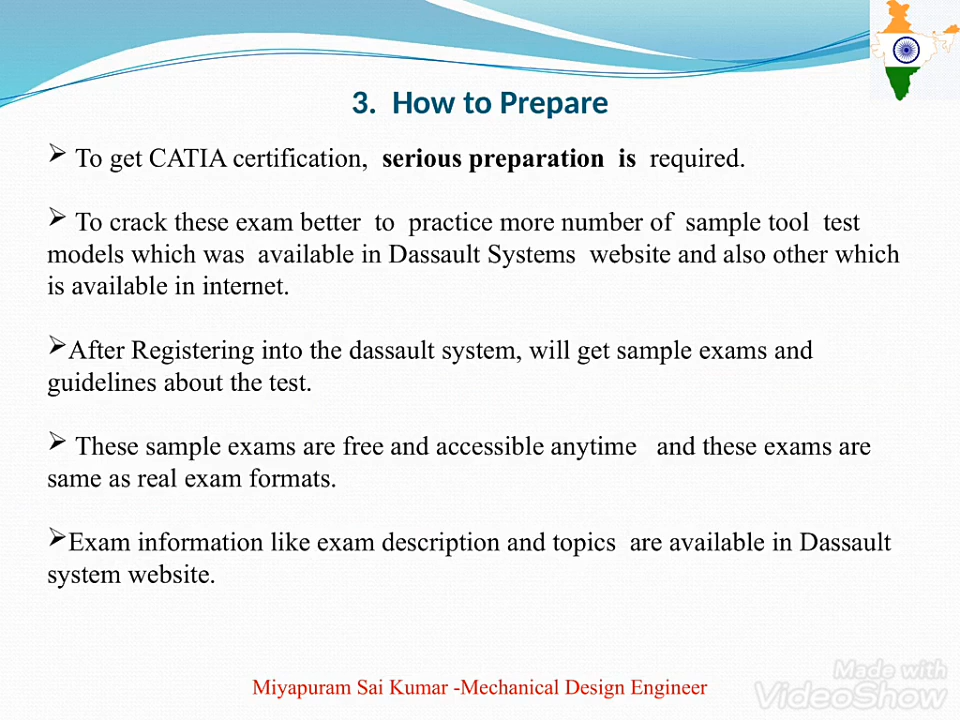 3. How to Prepare
➢ To get CATIA certification, serious preparation is required.
➢ To crack these exam better to practice more number of sample tool test
models which was available in Dassault Systems website and also other which
is available in internet.
➢After Registering into the dassault system, will get sample exams and
guidelines about the test.
➢ These sample exams are free and accessible anytime and these exams are
same as real exam formats.
➢Exam information like exam description and topics are available in Dassault
system website.
Miyapuram Sai Kumar -Mechanical Design Engineer
Made with
VideoShow